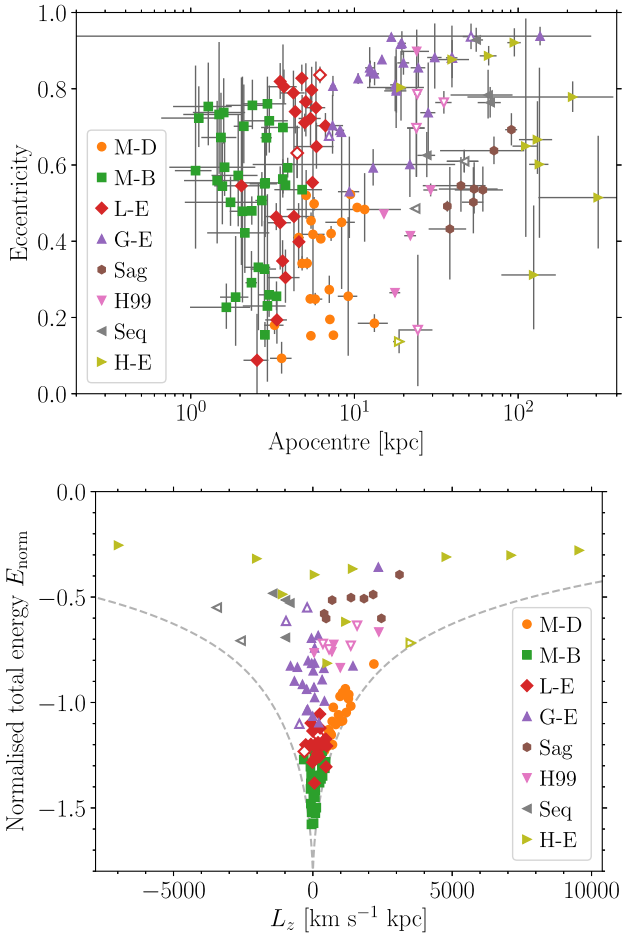 1.0
0.8
0.6
0.4
0.2
0.0
Eccentricity
M-D
M-B
L-E
G-E
Sag
H99
Seq
H-E
10^0
10^1
10^2
Apocentre [kpc]
0.0
−0.5
−1.0
−1.5
Normalised total energy E_norm
M-D
M-B
L-E
G-E
Sag
H99
Seq
H-E
−5000
0
5000
10000
L_z [km s^−1 kpc]